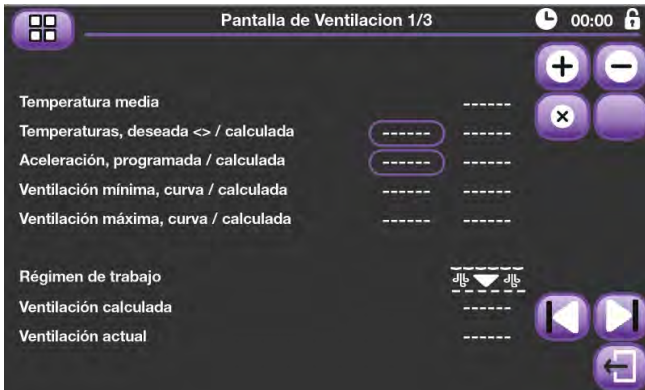 Pantalla de Ventilacion 1/3 00:00
Temperatura media ------
Temperaturas, deseada <> / calculada ------ ------
Aceleración, programada / calculada ------ ------
Ventilación mínima, curva / calculada ------ ------
Ventilación máxima, curva / calculada ------ ------
Régimen de trabajo
Ventilación calculada ------
Ventilación actual ------